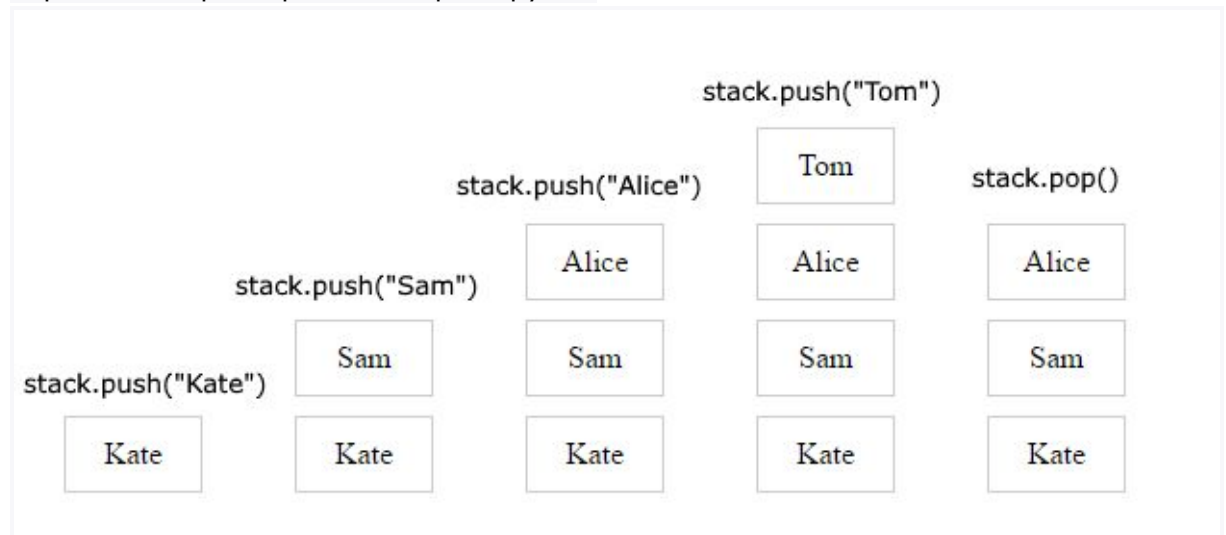 stack.push("Tom")
Tom
stack.push("Alice")
stack.pop()
Alice
Alice
Alice
stack.push("Sam")
Sam
Sam
Sam
Sam
stack.push("Kate")
Kate
Kate
Kate
Kate
Kate